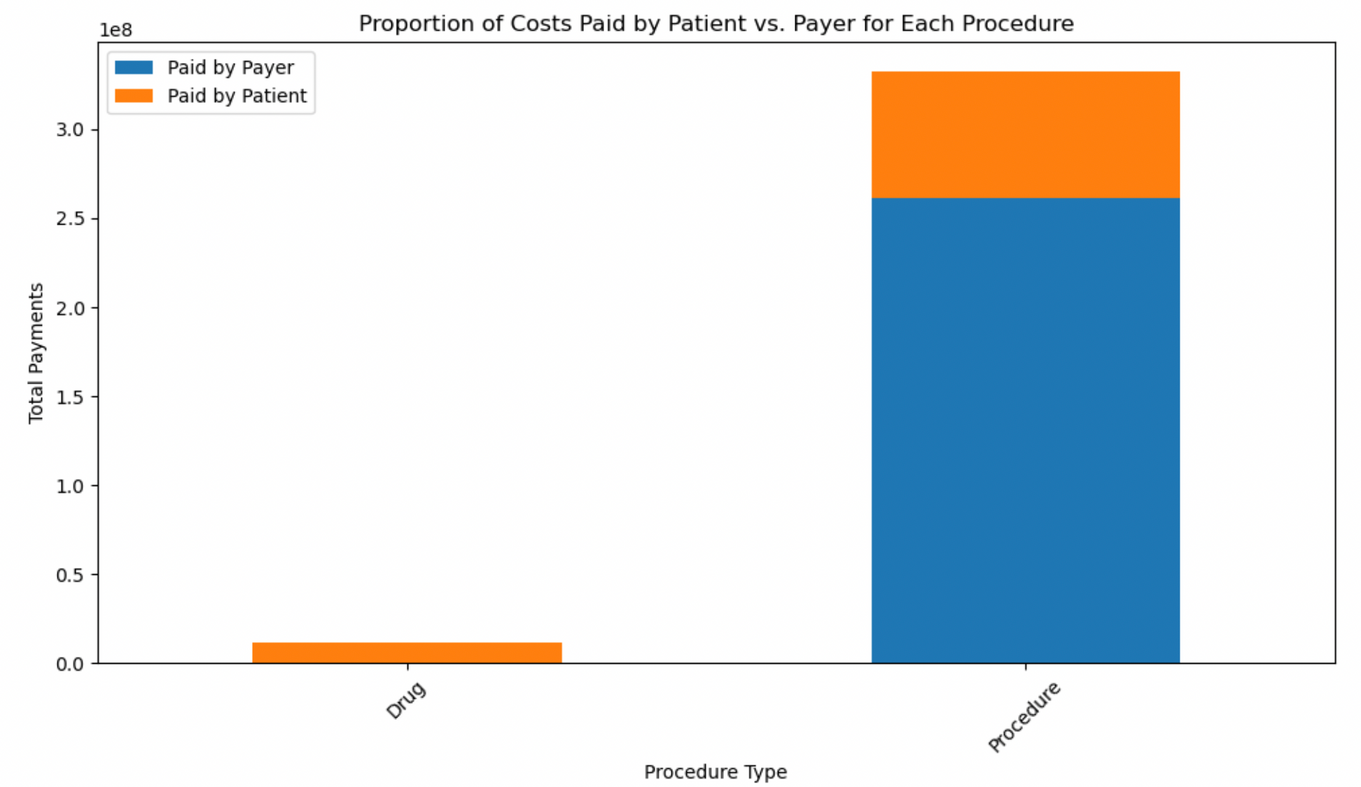 Proportion of Costs Paid by Patient vs. Payer for Each Procedure
1e8
Paid by Payer
Paid by Patient
3.0
2.5
2.0
1.5
1.0
0.5
0.0
Total Payments
Drug
Procedure
Procedure Type